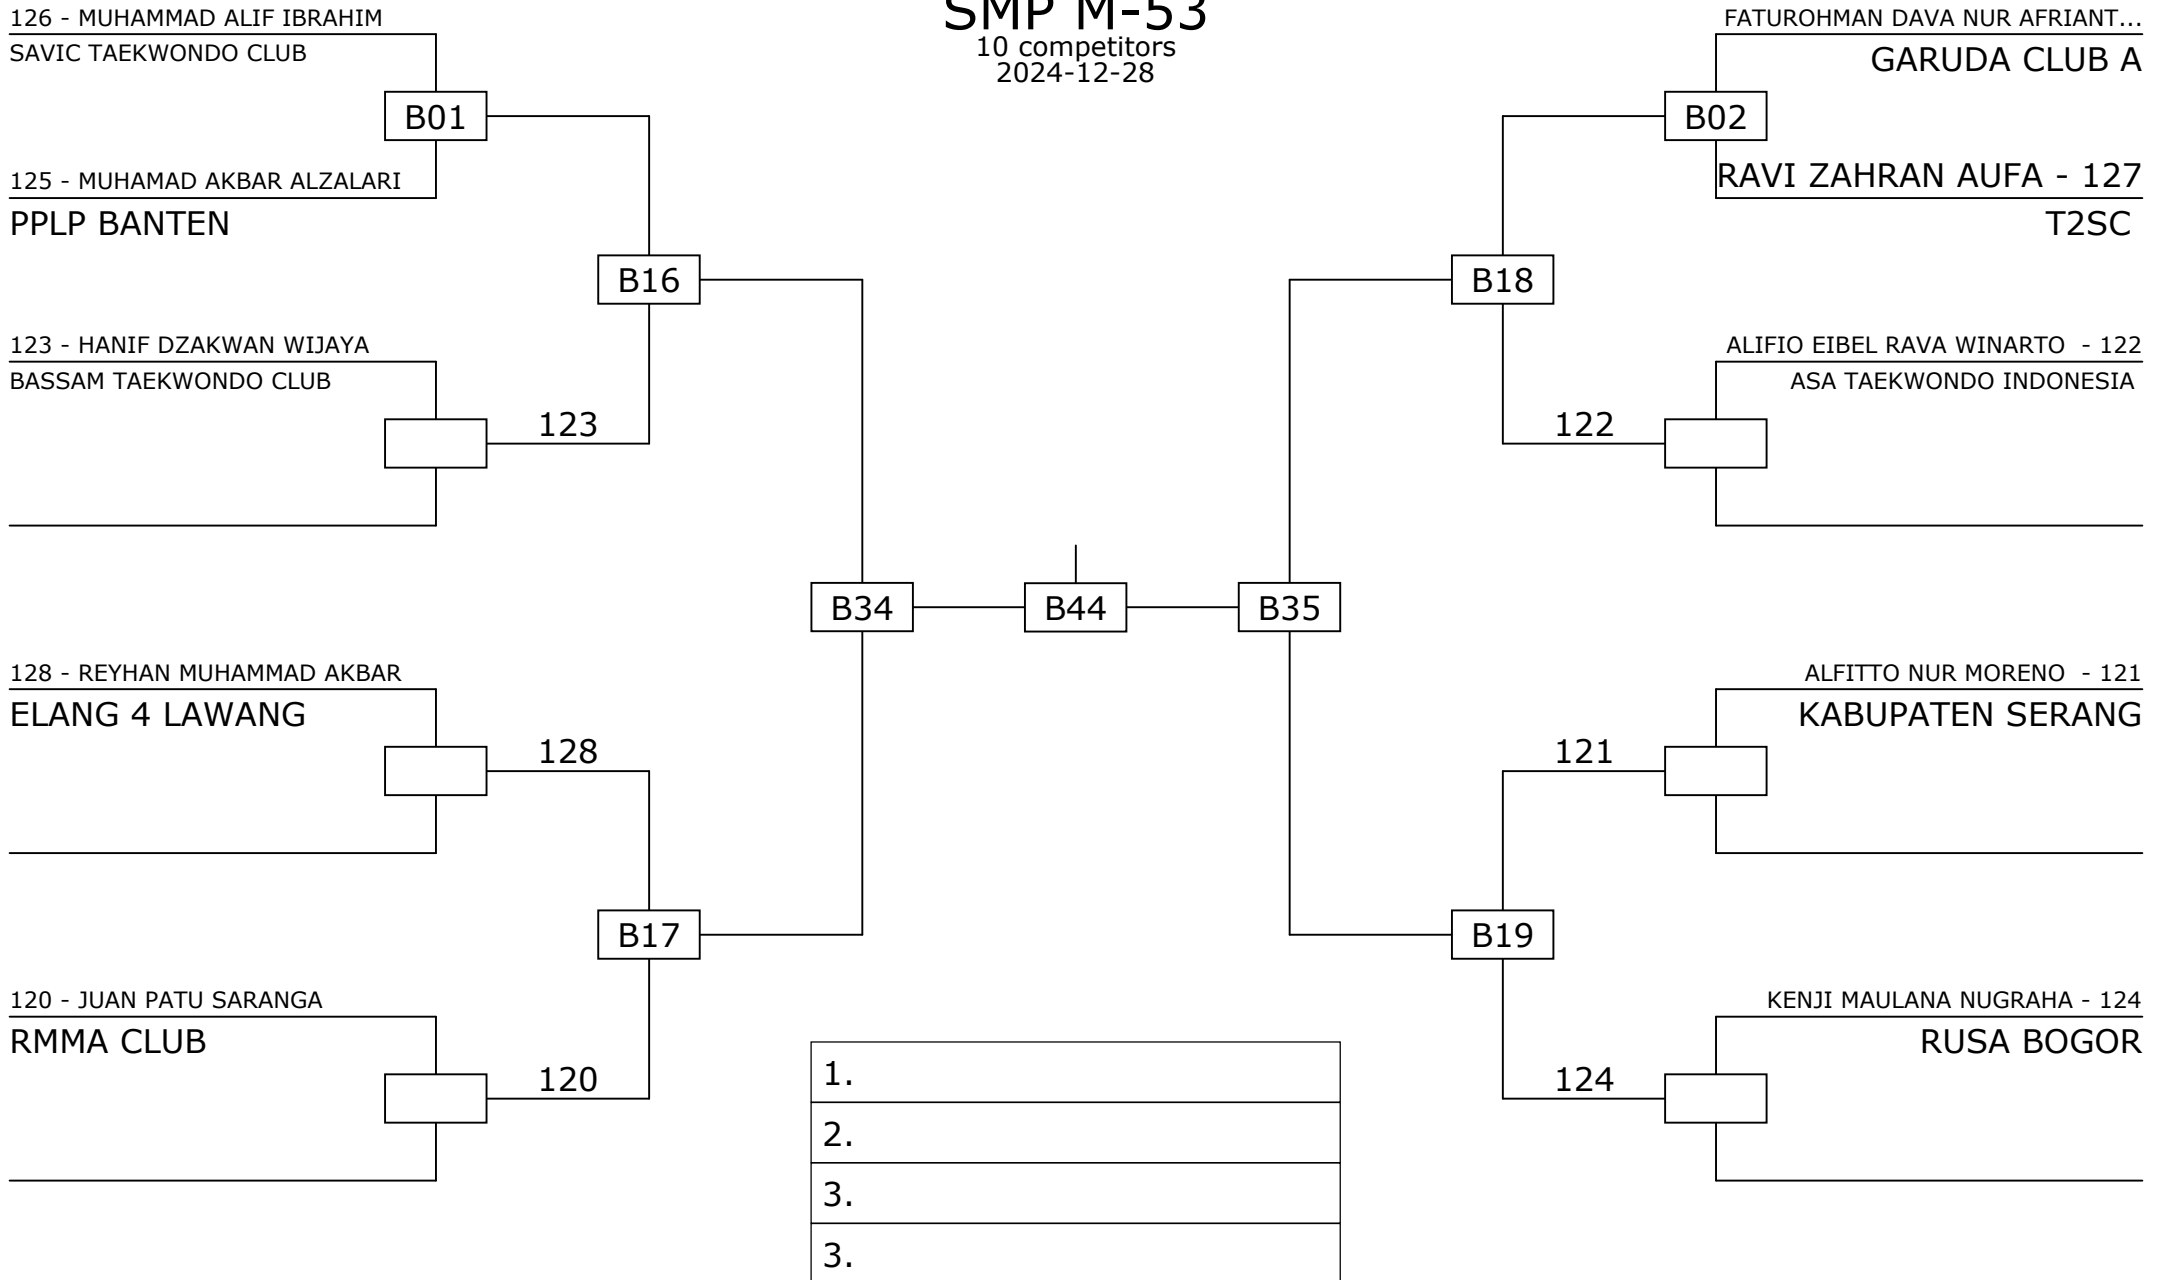 SMP M-53
10 competitors
2024-12-28
126 - MUHAMMAD ALIF IBRAHIM
SAVIC TAEKWONDO CLUB
B01
125 - MUHAMAD AKBAR ALZALARI
PPLP BANTEN
B16
123 - HANIF DZAKWAN WIJAYA
BASSAM TAEKWONDO CLUB
123
B34
128 - REYHAN MUHAMMAD AKBAR
ELANG 4 LAWANG
128
B17
120 - JUAN PATU SARANGA
RMMA CLUB
120
B44
FATUROHMAN DAVA NUR AFRIANT...
GARUDA CLUB A
B02
RAVI ZAHRAN AUFA - 127
T2SC
B18
ALIFIO EIBEL RAVA WINARTO - 122
ASA TAEKWONDO INDONESIA
122
B35
ALFITTO NUR MORENO - 121
KABUPATEN SERANG
121
B19
KENJI MAULANA NUGRAHA - 124
RUSA BOGOR
124
1.
2.
3.
3.